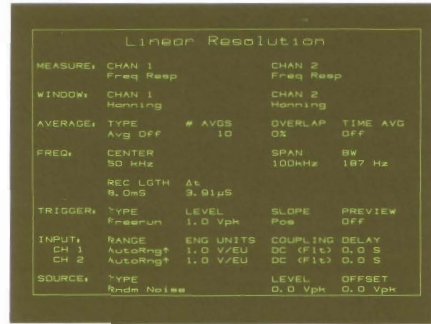 Linear Resolution
MEASURE: CHAN 1 CHAN 2
Freq Resp Freq Resp
WINDOW: CHAN 1 CHAN 2
Hanning Hanning
AVERAGE: TYPE # AVGS OVERLAP TIME AVG
Avg Off 10 0% Off
FREQ: CENTER SPAN BW
50 kHz 100kHz 187 Hz
REC LGTH Δt
8.0mS 3.91µS
TRIGGER: TYPE LEVEL SLOPE PREVIEW
Freerun 1.0 Vpk Pos Off
INPUT: RANGE ENG UNITS COUPLING DELAY
CH 1 AutoRng↑ 1.0 V/EU DC (Flt) 0.0 S
CH 2 AutoRng↑ 1.0 V/EU DC (Flt) 0.0 S
SOURCE: TYPE LEVEL OFFSET
Rndm Noise 0.0 Vpk 0.0 Vpk